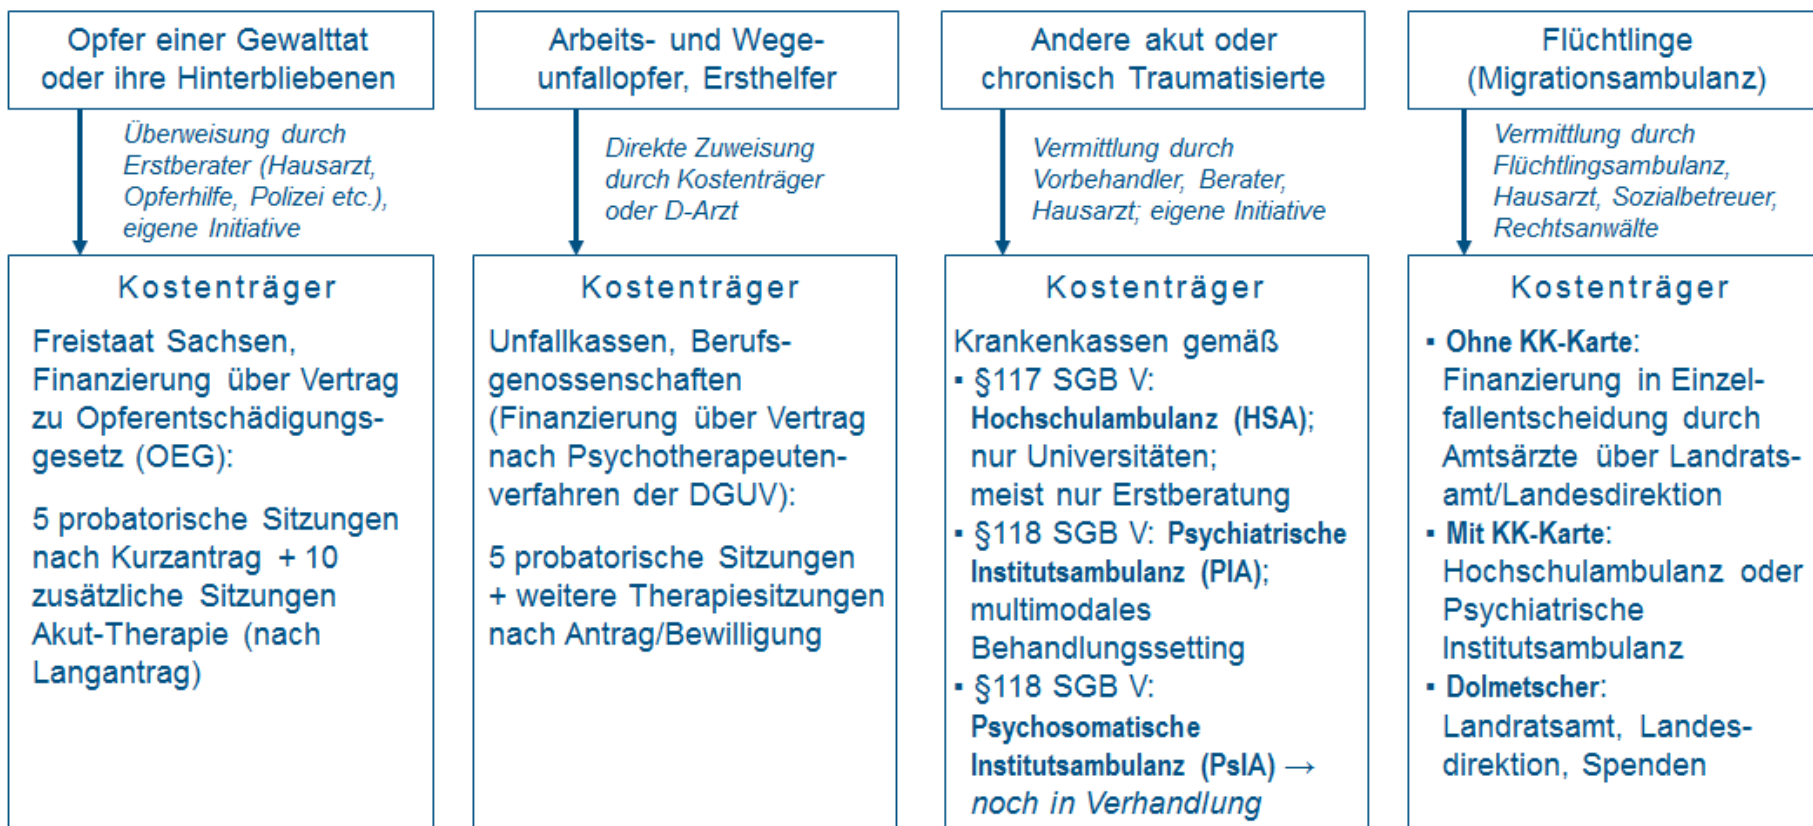 Opfer einer Gewalttat
oder ihre Hinterbliebenen
Überweisung durch
Erstberater (Hausarzt,
Opferhilfe, Polizei etc.),
eigene Initiative
Kostenträger
Freistaat Sachsen,
Finanzierung über Vertrag
zu Opferentschädigungs-
gesetz (OEG):
5 probatorische Sitzungen
nach Kurzantrag + 10
zusätzliche Sitzungen
Akut-Therapie (nach
Langantrag)
Arbeits- und Wege-
unfallopfer, Ersthelfer
Direkte Zuweisung
durch Kostenträger
oder D-Arzt
Kostenträger
Unfallkassen, Berufs-
genossenschaften
(Finanzierung über Vertrag
nach Psychotherapeuten-
verfahren der DGUV):
5 probatorische Sitzungen
+ weitere Therapiesitzungen
nach Antrag/Bewilligung
Andere akut oder
chronisch Traumatisierte
Vermittlung durch
Vorbehandler, Berater,
Hausarzt; eigene Initiative
Kostenträger
Krankenkassen gemäß
▪ §117 SGB V:
Hochschulambulanz (HSA);
nur Universitäten;
meist nur Erstberatung
▪ §118 SGB V: Psychiatrische
Institutsambulanz (PIA);
multimodales
Behandlungssetting
▪ §118 SGB V:
Psychosomatische
Institutsambulanz (PsIA) →
noch in Verhandlung
Flüchtlinge
(Migrationsambulanz)
Vermittlung durch
Flüchtlingsambulanz,
Hausarzt, Sozialbetreuer,
Rechtsanwälte
Kostenträger
▪ Ohne KK-Karte:
Finanzierung in Einzel-
fallentscheidung durch
Amtsärzte über Landrats-
amt/Landesdirektion
▪ Mit KK-Karte:
Hochschulambulanz oder
Psychiatrische
Institutsambulanz
▪ Dolmetscher:
Landratsamt, Landes-
direktion, Spenden